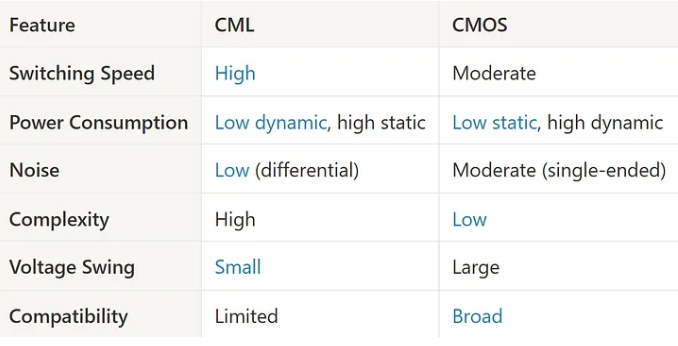 Feature CML CMOS
Switching Speed High Moderate
Power Consumption Low dynamic, high static Low static, high dynamic
Noise Low (differential) Moderate (single-ended)
Complexity High Low
Voltage Swing Small Large
Compatibility Limited Broad